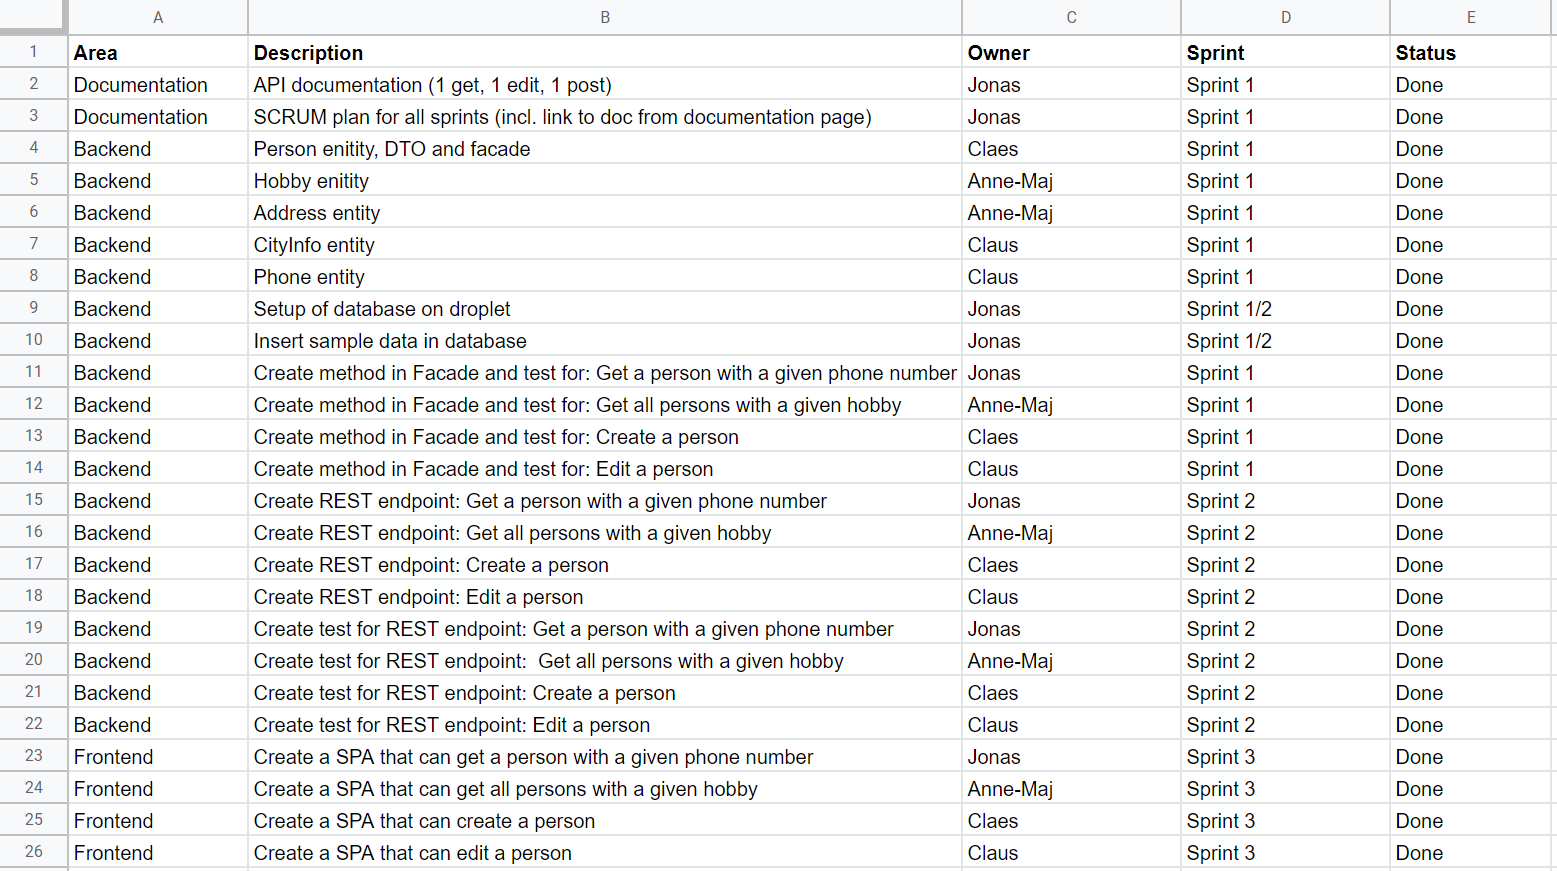 A B C D E
1 Area Description Owner Sprint Status
2 Documentation API documentation (1 get, 1 edit, 1 post) Jonas Sprint 1 Done
3 Documentation SCRUM plan for all sprints (incl. link to doc from documentation page) Jonas Sprint 1 Done
4 Backend Person enitity, DTO and facade Claes Sprint 1 Done
5 Backend Hobby enitity Anne-Maj Sprint 1 Done
6 Backend Address entity Anne-Maj Sprint 1 Done
7 Backend CityInfo entity Claus Sprint 1 Done
8 Backend Phone entity Claus Sprint 1 Done
9 Backend Setup of database on droplet Jonas Sprint 1/2 Done
10 Backend Insert sample data in database Jonas Sprint 1/2 Done
11 Backend Create method in Facade and test for: Get a person with a given phone number Jonas Sprint 1 Done
12 Backend Create method in Facade and test for: Get all persons with a given hobby Anne-Maj Sprint 1 Done
13 Backend Create method in Facade and test for: Create a person Claes Sprint 1 Done
14 Backend Create method in Facade and test for: Edit a person Claus Sprint 1 Done
15 Backend Create REST endpoint: Get a person with a given phone number Jonas Sprint 2 Done
16 Backend Create REST endpoint: Get all persons with a given hobby Anne-Maj Sprint 2 Done
17 Backend Create REST endpoint: Create a person Claes Sprint 2 Done
18 Backend Create REST endpoint: Edit a person Claus Sprint 2 Done
19 Backend Create test for REST endpoint: Get a person with a given phone number Jonas Sprint 2 Done
20 Backend Create test for REST endpoint:  Get all persons with a given hobby Anne-Maj Sprint 2 Done
21 Backend Create test for REST endpoint: Create a person Claes Sprint 2 Done
22 Backend Create test for REST endpoint: Edit a person Claus Sprint 2 Done
23 Frontend Create a SPA that can get a person with a given phone number Jonas Sprint 3 Done
24 Frontend Create a SPA that can get all persons with a given hobby Anne-Maj Sprint 3 Done
25 Frontend Create a SPA that can create a person Claes Sprint 3 Done
26 Frontend Create a SPA that can edit a person Claus Sprint 3 Done